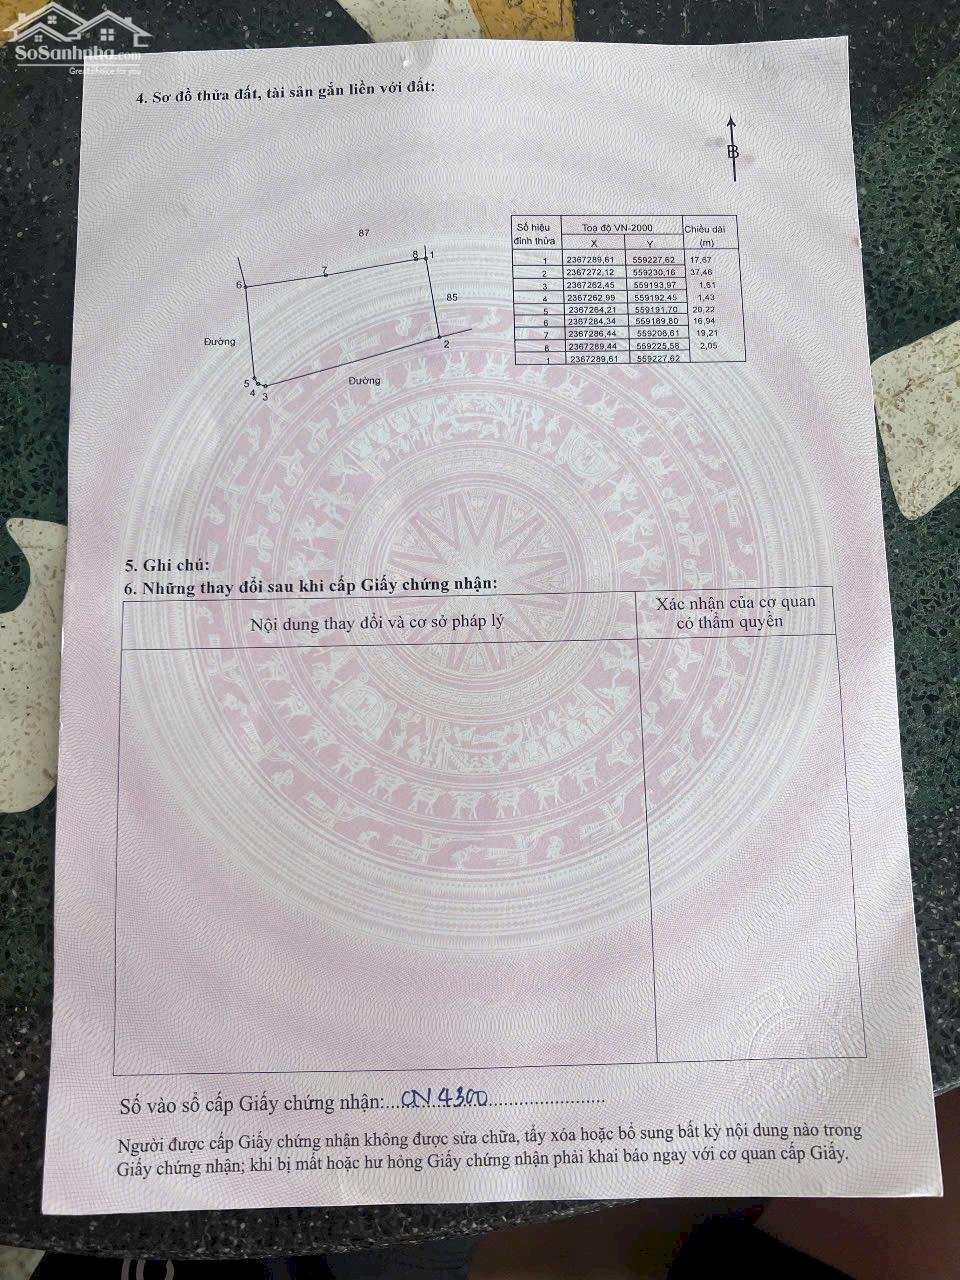 SoSanhnha.com
Great choice for you
4. Sơ đồ thửa đất, tài sản gắn liền với đất:
B
87
8 1
7
6
85
Đường
2
Đường
5
4 3
Số hiệu đỉnh thửa | Toạ độ VN-2000 | Chiều dài (m)
X | Y
1 2367289,61 559227,62 17,67
2 2367272,12 559230,16 37,46
3 2367262,45 559193,97 1,61
4 2367262,99 559192,45 1,43
5 2367264,21 559191,70 20,22
6 2367284,34 559189,80 16,94
7 2367286,44 559206,61 19,21
8 2367289,44 559225,58 2,05
1 2367289,61 559227,62
5. Ghi chú:
6. Những thay đổi sau khi cấp Giấy chứng nhận:
Nội dung thay đổi và cơ sở pháp lý
Xác nhận của cơ quan
có thẩm quyền
Số vào sổ cấp Giấy chứng nhận:...CN 4300...........................
Người được cấp Giấy chứng nhận không được sửa chữa, tẩy xóa hoặc bổ sung bất kỳ nội dung nào trong
Giấy chứng nhận; khi bị mất hoặc hư hỏng Giấy chứng nhận phải khai báo ngay với cơ quan cấp Giấy.